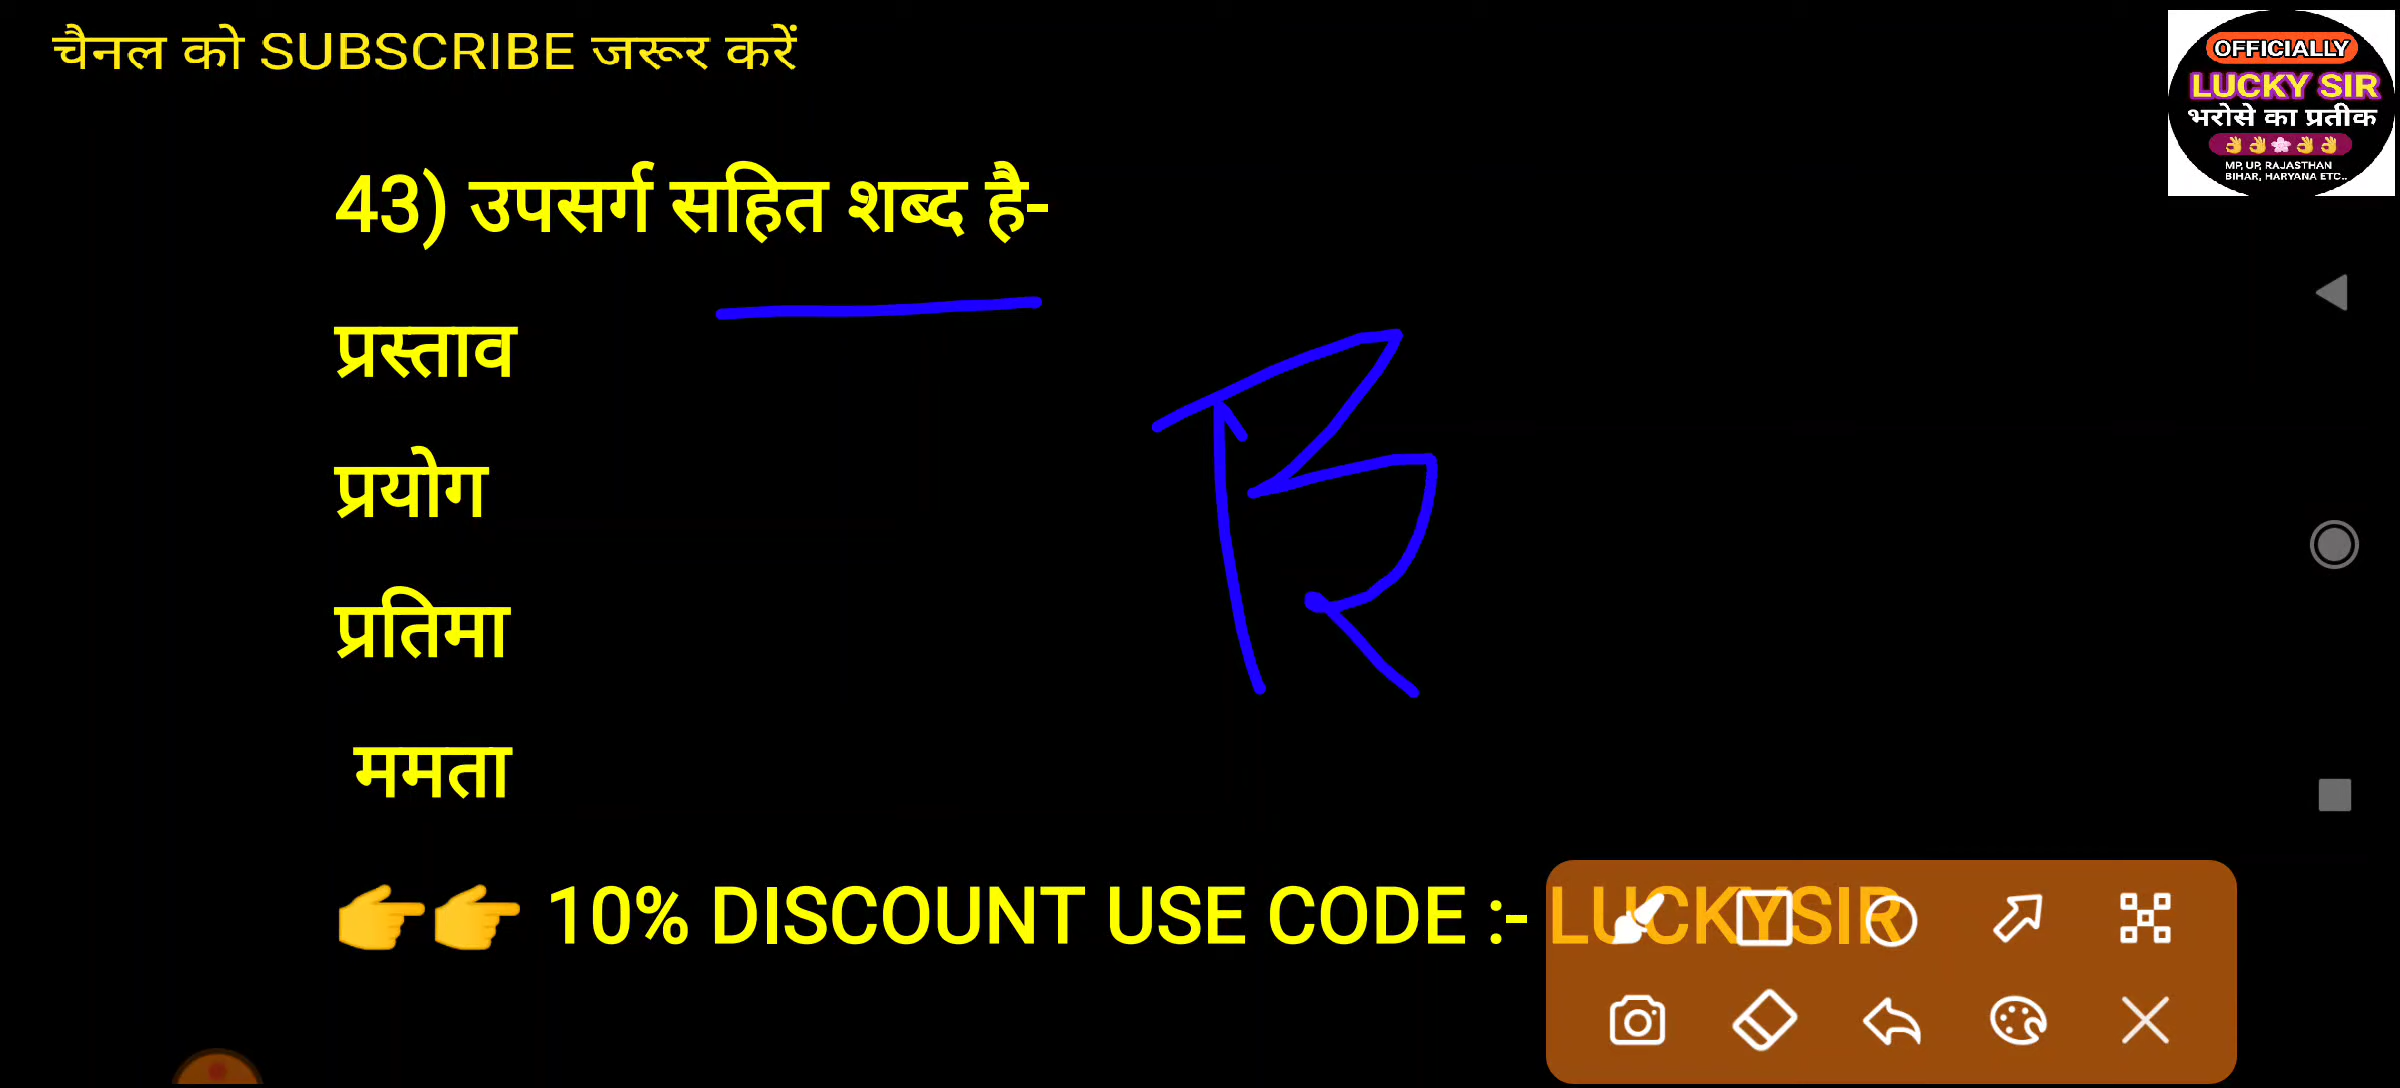 चैनल को SUBSCRIBE जरूर करें
OFFICIALLY
LUCKY SIR
भरोसे का प्रतीक
👌👌🌸👌👌
MP, UP, RAJASTHAN
BIHAR, HARYANA ETC..
43) उपसर्ग सहित शब्द है-
प्रस्ताव
प्रयोग
प्रतिमा
ममता
👉👉 10% DISCOUNT USE CODE :- LUCKYSIR